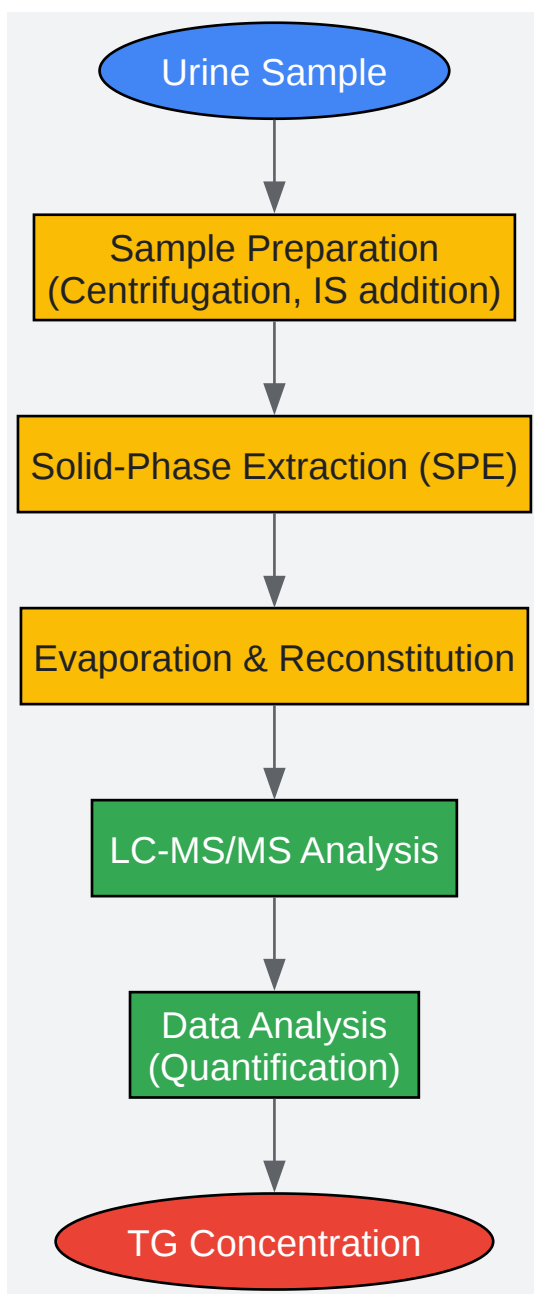 Urine Sample
Sample Preparation
(Centrifugation, IS addition)
Solid-Phase Extraction (SPE)
Evaporation & Reconstitution
LC-MS/MS Analysis
Data Analysis
(Quantification)
TG Concentration